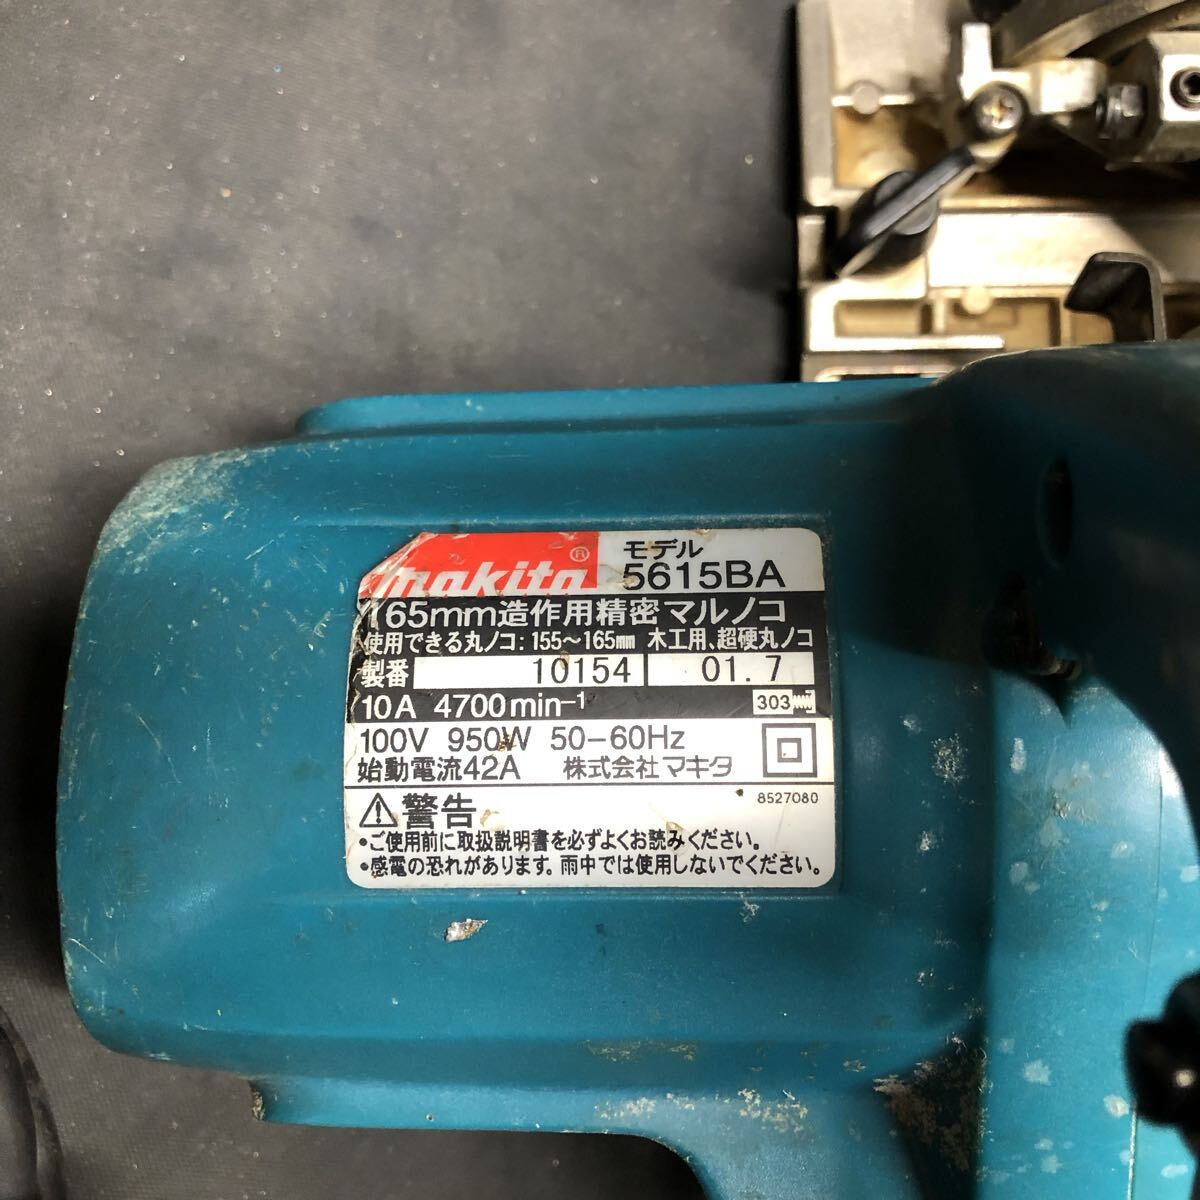 makita® モデル 5615BA
165mm造作用精密マルノコ
使用できる丸ノコ: 155～165mm 木工用、超硬丸ノコ
製番 10154 01. 7
10A 4700min-1 303
100V 950W 50-60Hz
始動電流42A 株式会社マキタ
警告 8527080
•ご使用前に取扱説明書を必ずよくお読みください。
•感電の恐れがあります。雨中では使用しないでください。